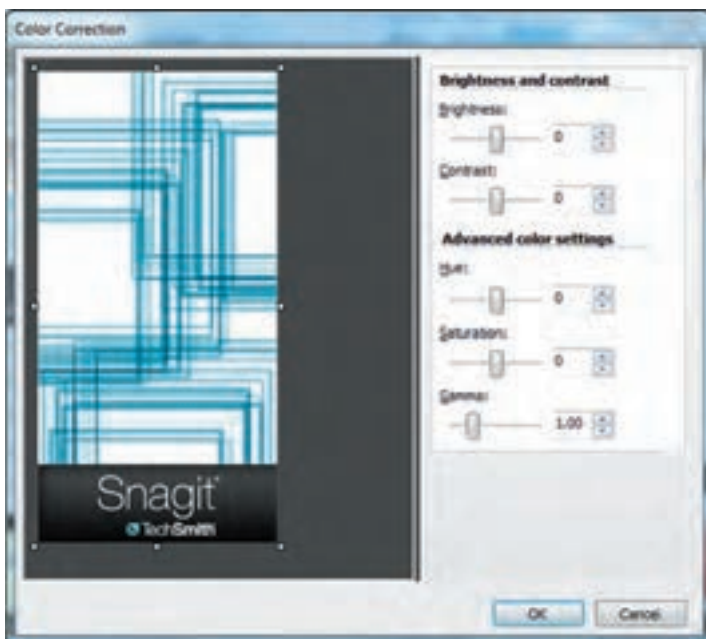 Color Correction
Brightness and contrast
Brightness:
0
Contrast:
0
Advanced color settings
Hue:
0
Saturation:
0
Gamma:
1.00
Snagit®
TechSmith
OK
Cancel